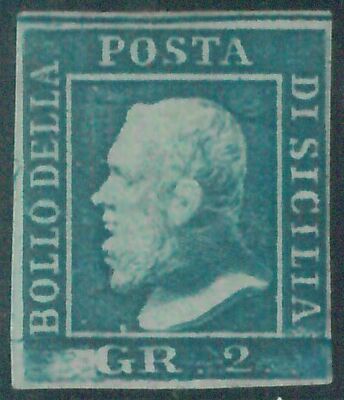 BOLLO DELLA
POSTA
DI SICILIA
GR. 2.